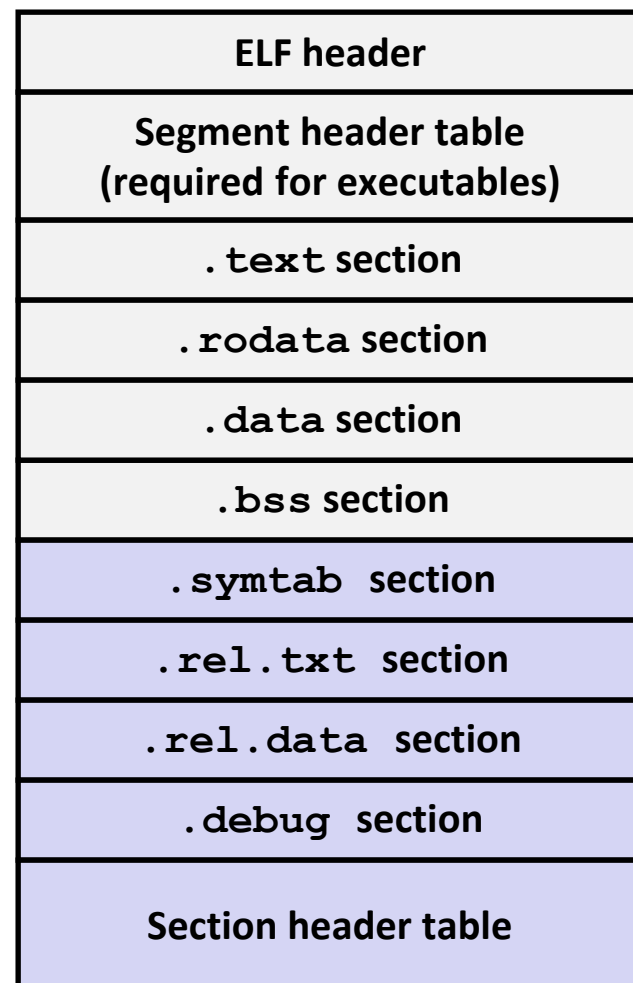 ELF header
Segment header table
(required for executables)
.text section
.rodata section
.data section
.bss section
.symtab section
.rel.txt section
.rel.data section
.debug section
Section header table